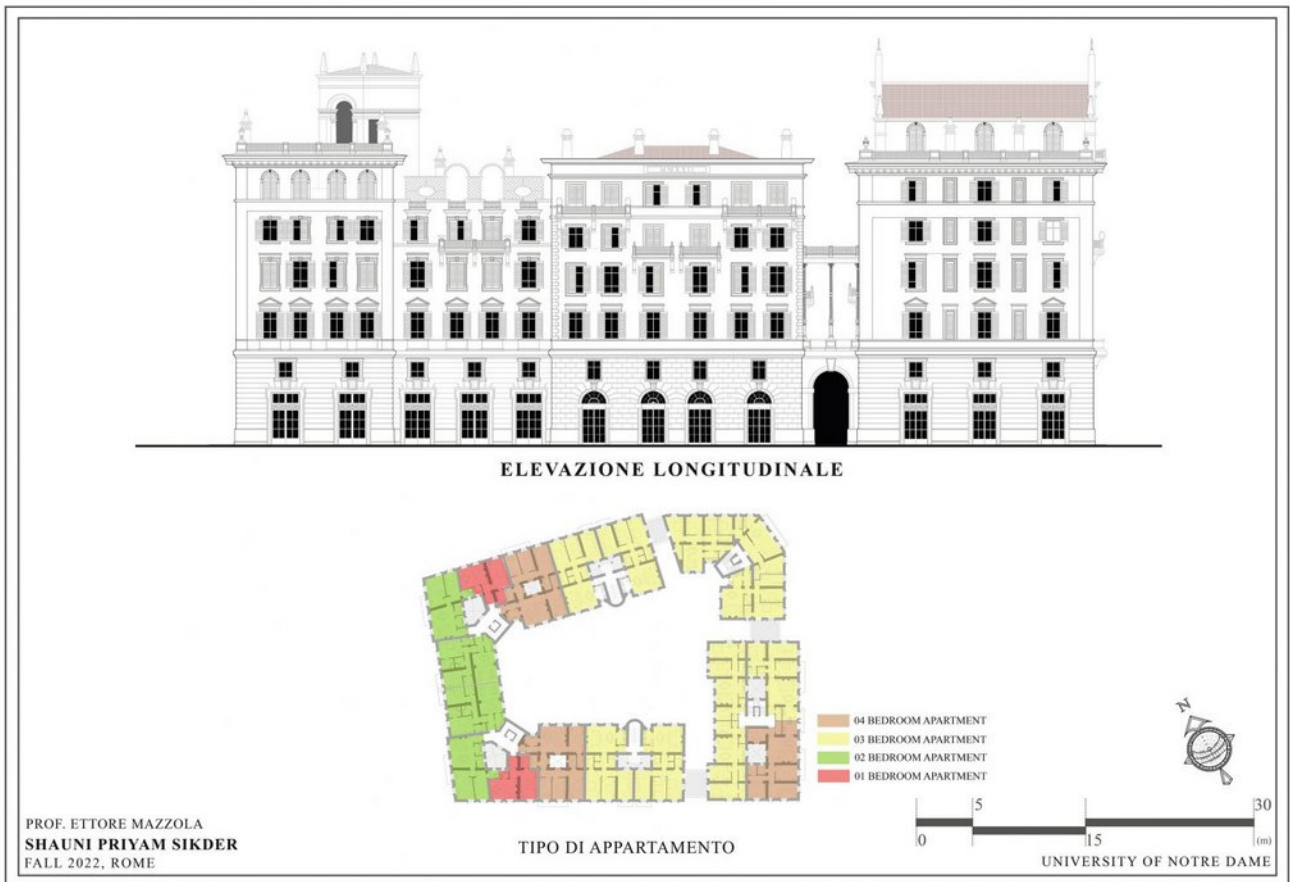 ELEVAZIONE LONGITUDINALE
04 BEDROOM APARTMENT
03 BEDROOM APARTMENT
02 BEDROOM APARTMENT
01 BEDROOM APARTMENT
N
5
30
0
15
(m)
PROF. ETTORE MAZZOLA
SHAUNI PRIYAM SIKDER
FALL 2022, ROME
TIPO DI APPARTAMENTO
UNIVERSITY OF NOTRE DAME